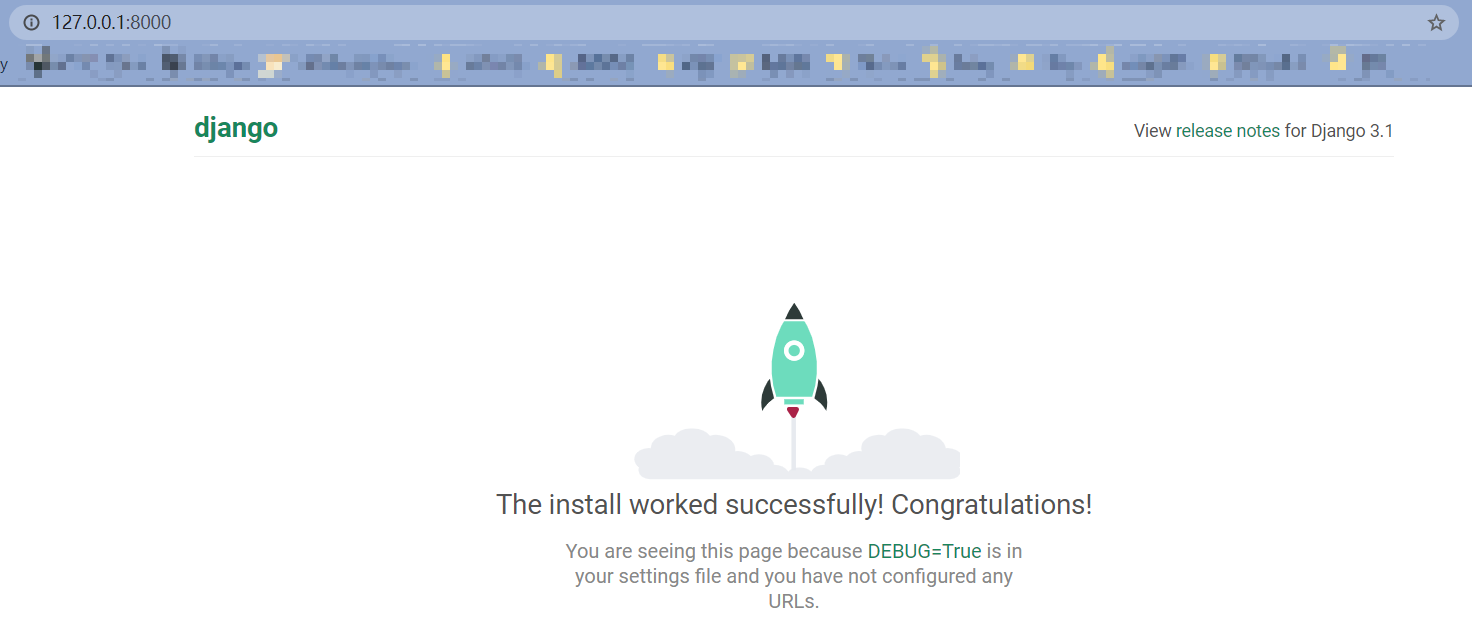 127.0.0.1:8000
y
django
View release notes for Django 3.1
The install worked successfully! Congratulations!
You are seeing this page because DEBUG=True is in
your settings file and you have not configured any
URLs.